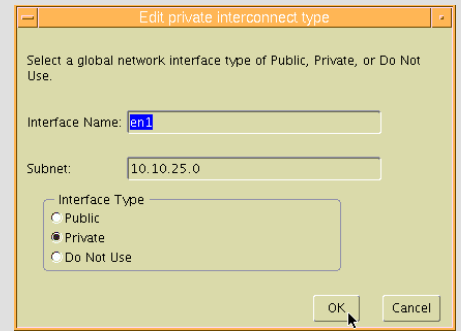 Edit private interconnect type
Select a global network interface type of Public, Private, or Do Not
Use.
Interface Name: en1
Subnet: 10.10.25.0
Interface Type
Public
Private
Do Not Use
OK Cancel